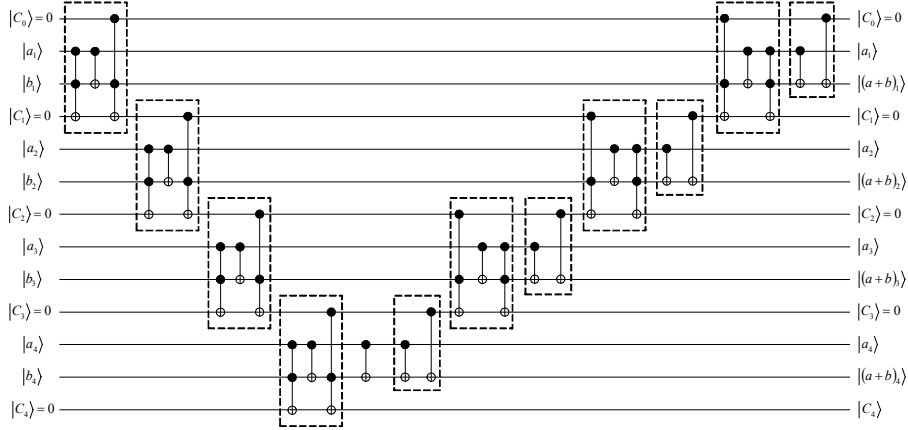 |C₀⟩=0 |C₀⟩=0
|a₁⟩ |a₁⟩
|b₁⟩ |(a+b)₁⟩
|C₁⟩=0 |C₁⟩=0
|a₂⟩ |a₂⟩
|b₂⟩ |(a+b)₂⟩
|C₂⟩=0 |C₂⟩=0
|a₃⟩ |a₃⟩
|b₃⟩ |(a+b)₃⟩
|C₃⟩=0 |C₃⟩=0
|a₄⟩ |a₄⟩
|b₄⟩ |(a+b)₄⟩
|C₄⟩=0 |C₄⟩